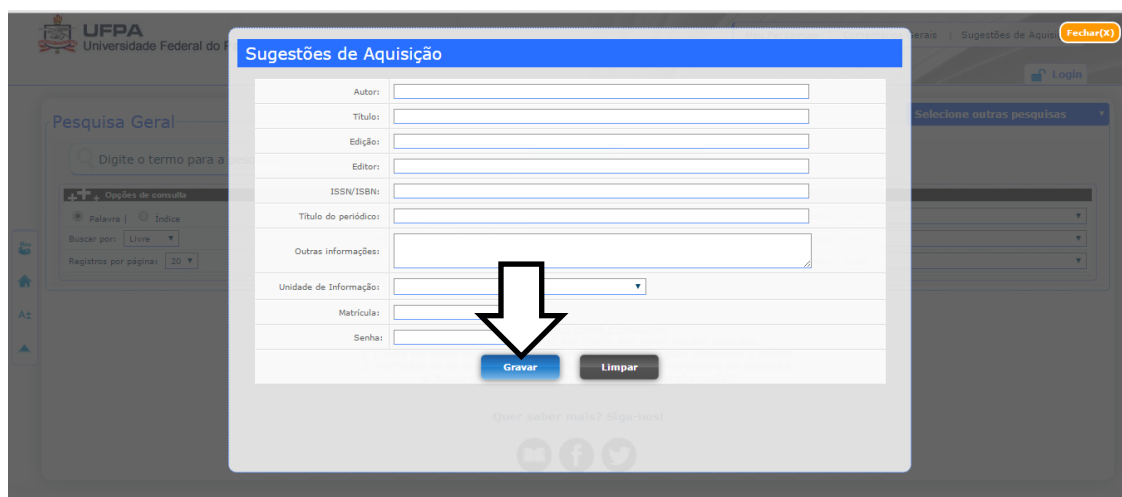 UFPA
Universidade Federal do
Gerais | Sugestões de
Fechar(X)
Login
Sugestões de Aquisição
Autor:
Título:
Edição:
Editor:
ISSN/ISBN:
Título do periódico:
Outras informações:
Unidade de Informação:
Matrícula:
Senha:
Gravar
Limpar
Pesquisa Geral
Selecione outras pesquisas
Digite o termo para a
Opções de consulta
Palavra | Índice
Buscar por: Livre
Registros por página: 20
Quer saber mais? Siga-nos!
A±